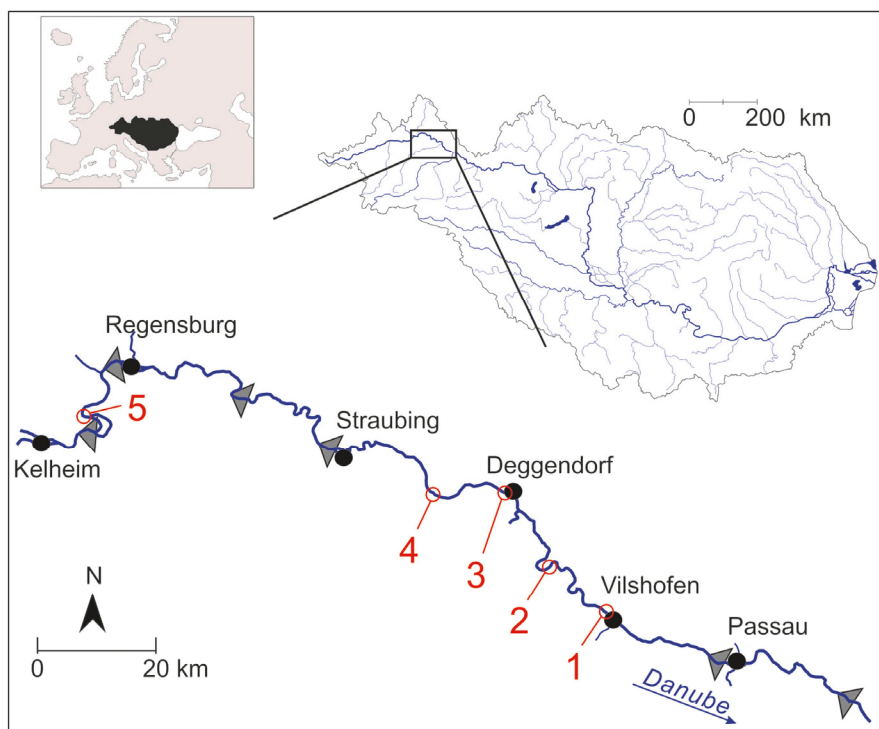 0 200 km
Regensburg
5
Straubing
Kelheim
Deggendorf
4
3
N
2
Vilshofen
1
Passau
0 20 km
Danube